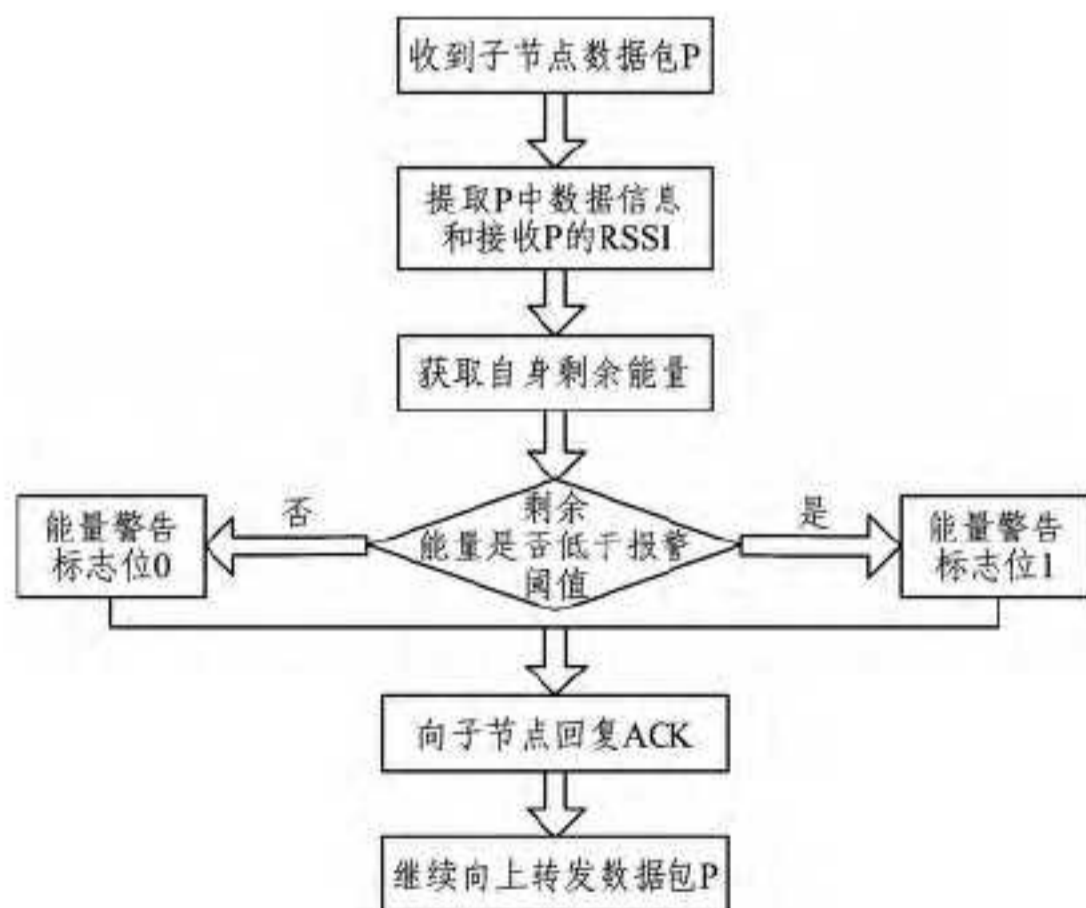 收到子节点数据包P
提取P中数据信息
和接收P的RSSI
获取自身剩余能量
剩余
能量是否低于报警
阈值
否
是
能量警告
标志位0
能量警告
标志位1
向子节点回复ACK
继续向上转发数据包P